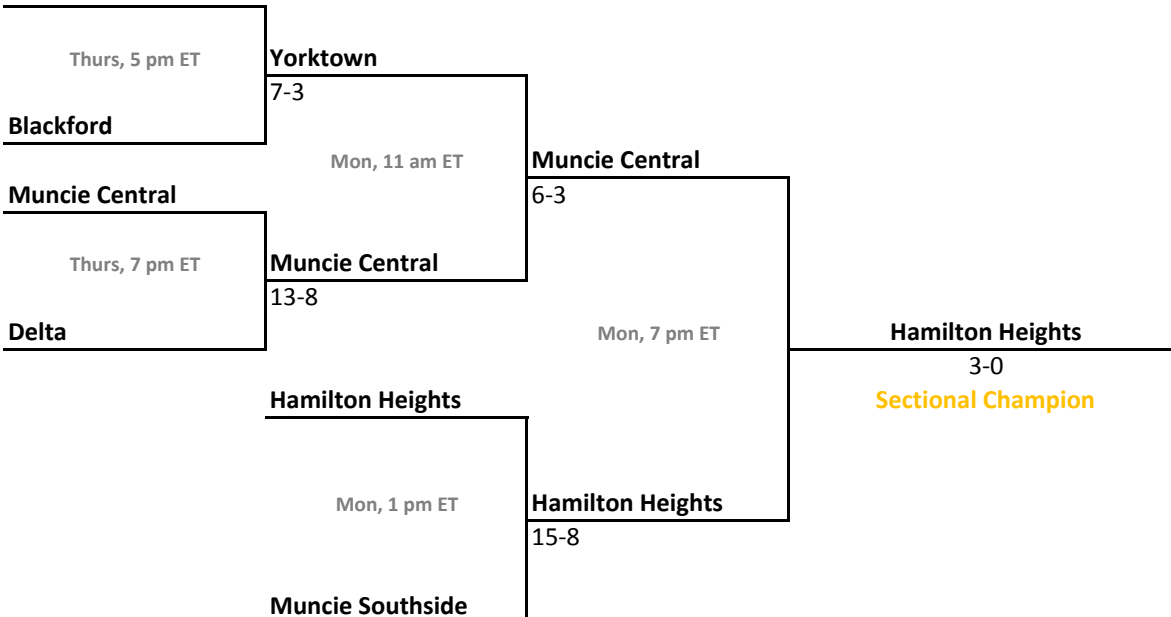 Thurs, 5 pm ET
Yorktown
7-3
Blackford
Mon, 11 am ET
Muncie Central
6-3
Muncie Central
Thurs, 7 pm ET
Muncie Central
13-8
Delta
Mon, 7 pm ET
Hamilton Heights
3-0
Sectional Champion
Hamilton Heights
Mon, 1 pm ET
Hamilton Heights
15-8
Muncie Southside